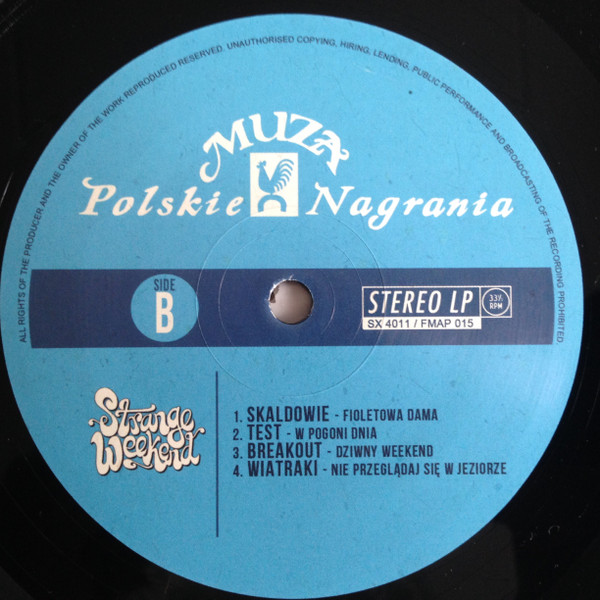 ALL RIGHTS OF THE PRODUCER AND THE OWNER OF THE WORK REPRODUCED RESERVED. UNAUTHORISED COPYING, HIRING, LENDING, PUBLIC PERFORMANCE AND BROADCASTING OF THE RECORDING PROHIBITED.
MUZA
Polskie Nagrania
SIDE
B
STEREO LP
33⅓
RPM
SX 4011 / FMAP 015
Strange
Weekend
1. SKALDOWIE - FIOLETOWA DAMA
2. TEST - W POGONI DNIA
3. BREAKOUT - DZIWNY WEEKEND
4. WIATRAKI - NIE PRZEGLĄDAJ SIĘ W JEZIORZE